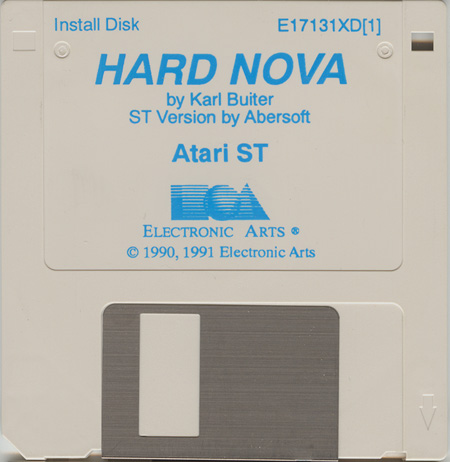 Install Disk E17131XD[1]
HARD NOVA
by Karl Buiter
ST Version by Abersoft
Atari ST
ECA
ELECTRONIC ARTS ®
© 1990, 1991 Electronic Arts